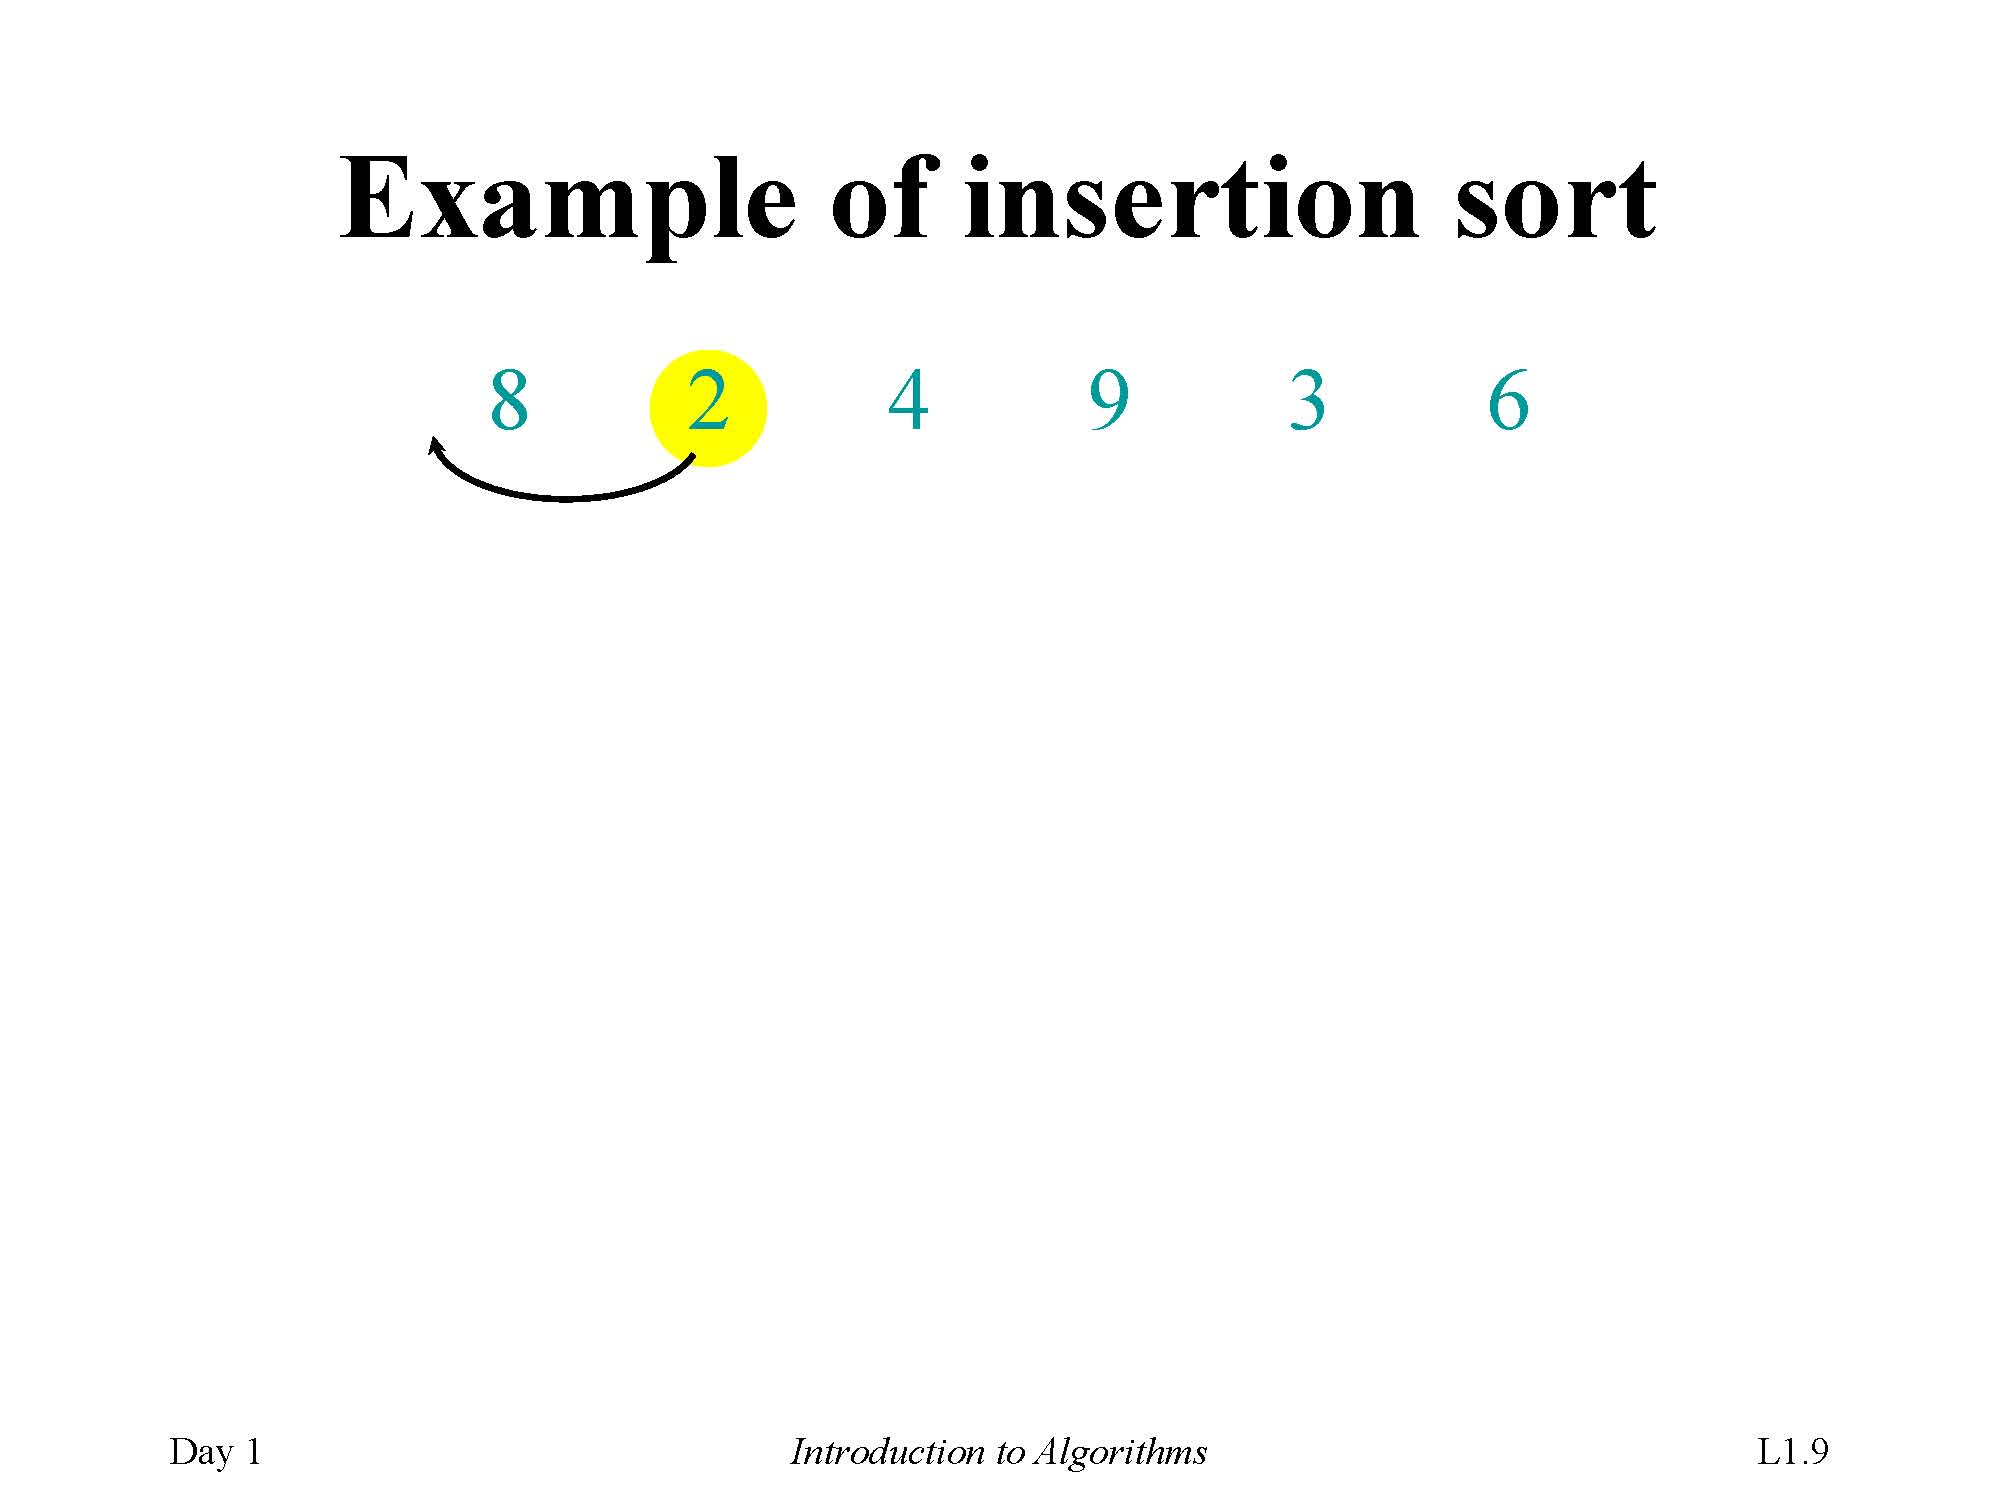 Example of insertion sort
8 2 4 9 3 6
Day 1 Introduction to Algorithms L1.9